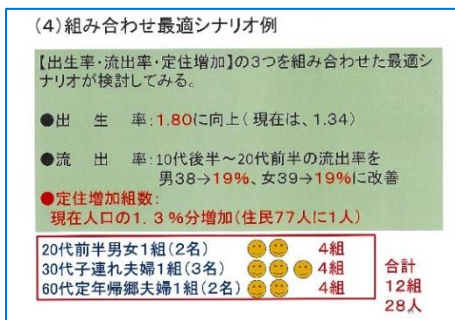 (4)組み合わせ最適シナリオ例
【出生率・流出率・定住増加】の3つを組み合わせた最適シ
ナリオが検討してみる。
●出 生 率:1.80に向上(現在は、1.34)
●流 出 率:10代後半～20代前半の流出率を
男38→19%、女39→19%に改善
●定住増加組数:
現在人口の1.3%分増加(住民77人に1人)
20代前半男女1組(2名) 4組
30代子連れ夫婦1組(3名) 4組
60代定年帰郷夫婦1組(2名) 4組
合計
12組
28人